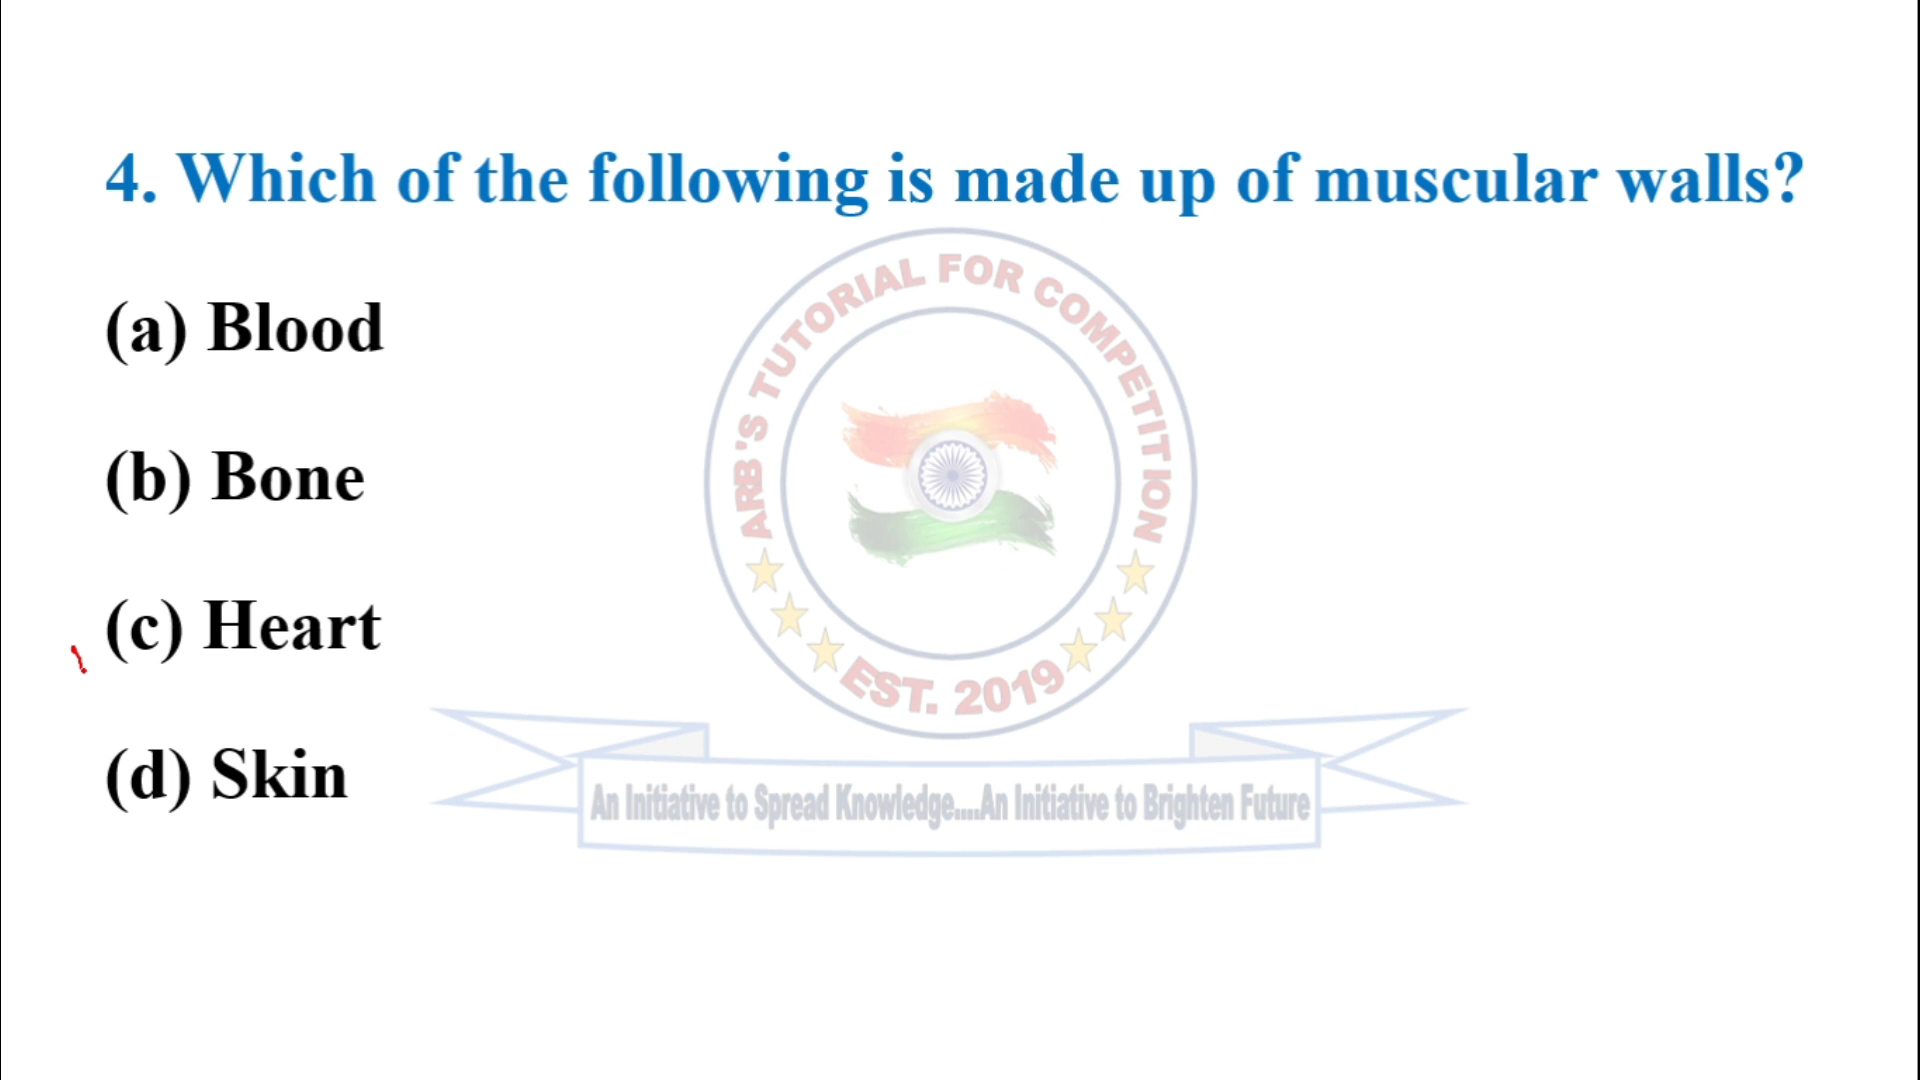 4. Which of the following is made up of muscular walls?
(a) Blood
(b) Bone
(c) Heart
(d) Skin
ARB'S TUTORIAL FOR COMPETITION
EST. 2019
An Initiative to Spread Knowledge....An Initiative to Brighten Future